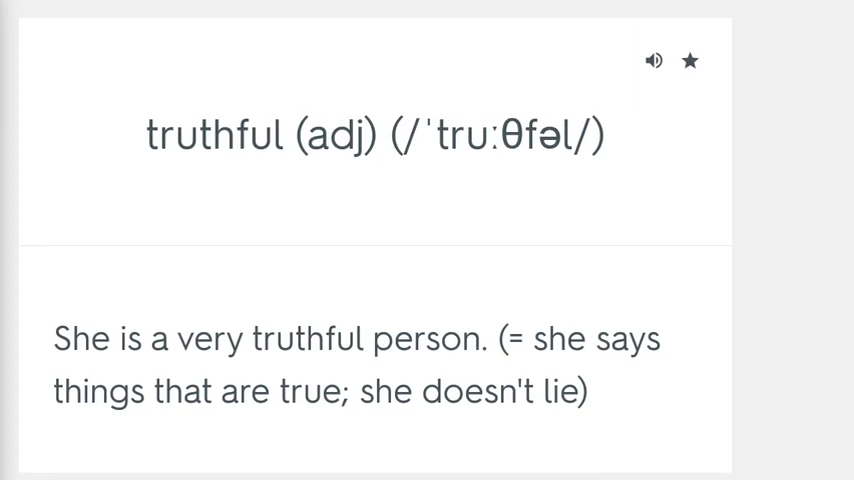 truthful (adj) (/ˈtruːθfəl/)
She is a very truthful person. (= she says
things that are true; she doesn't lie)